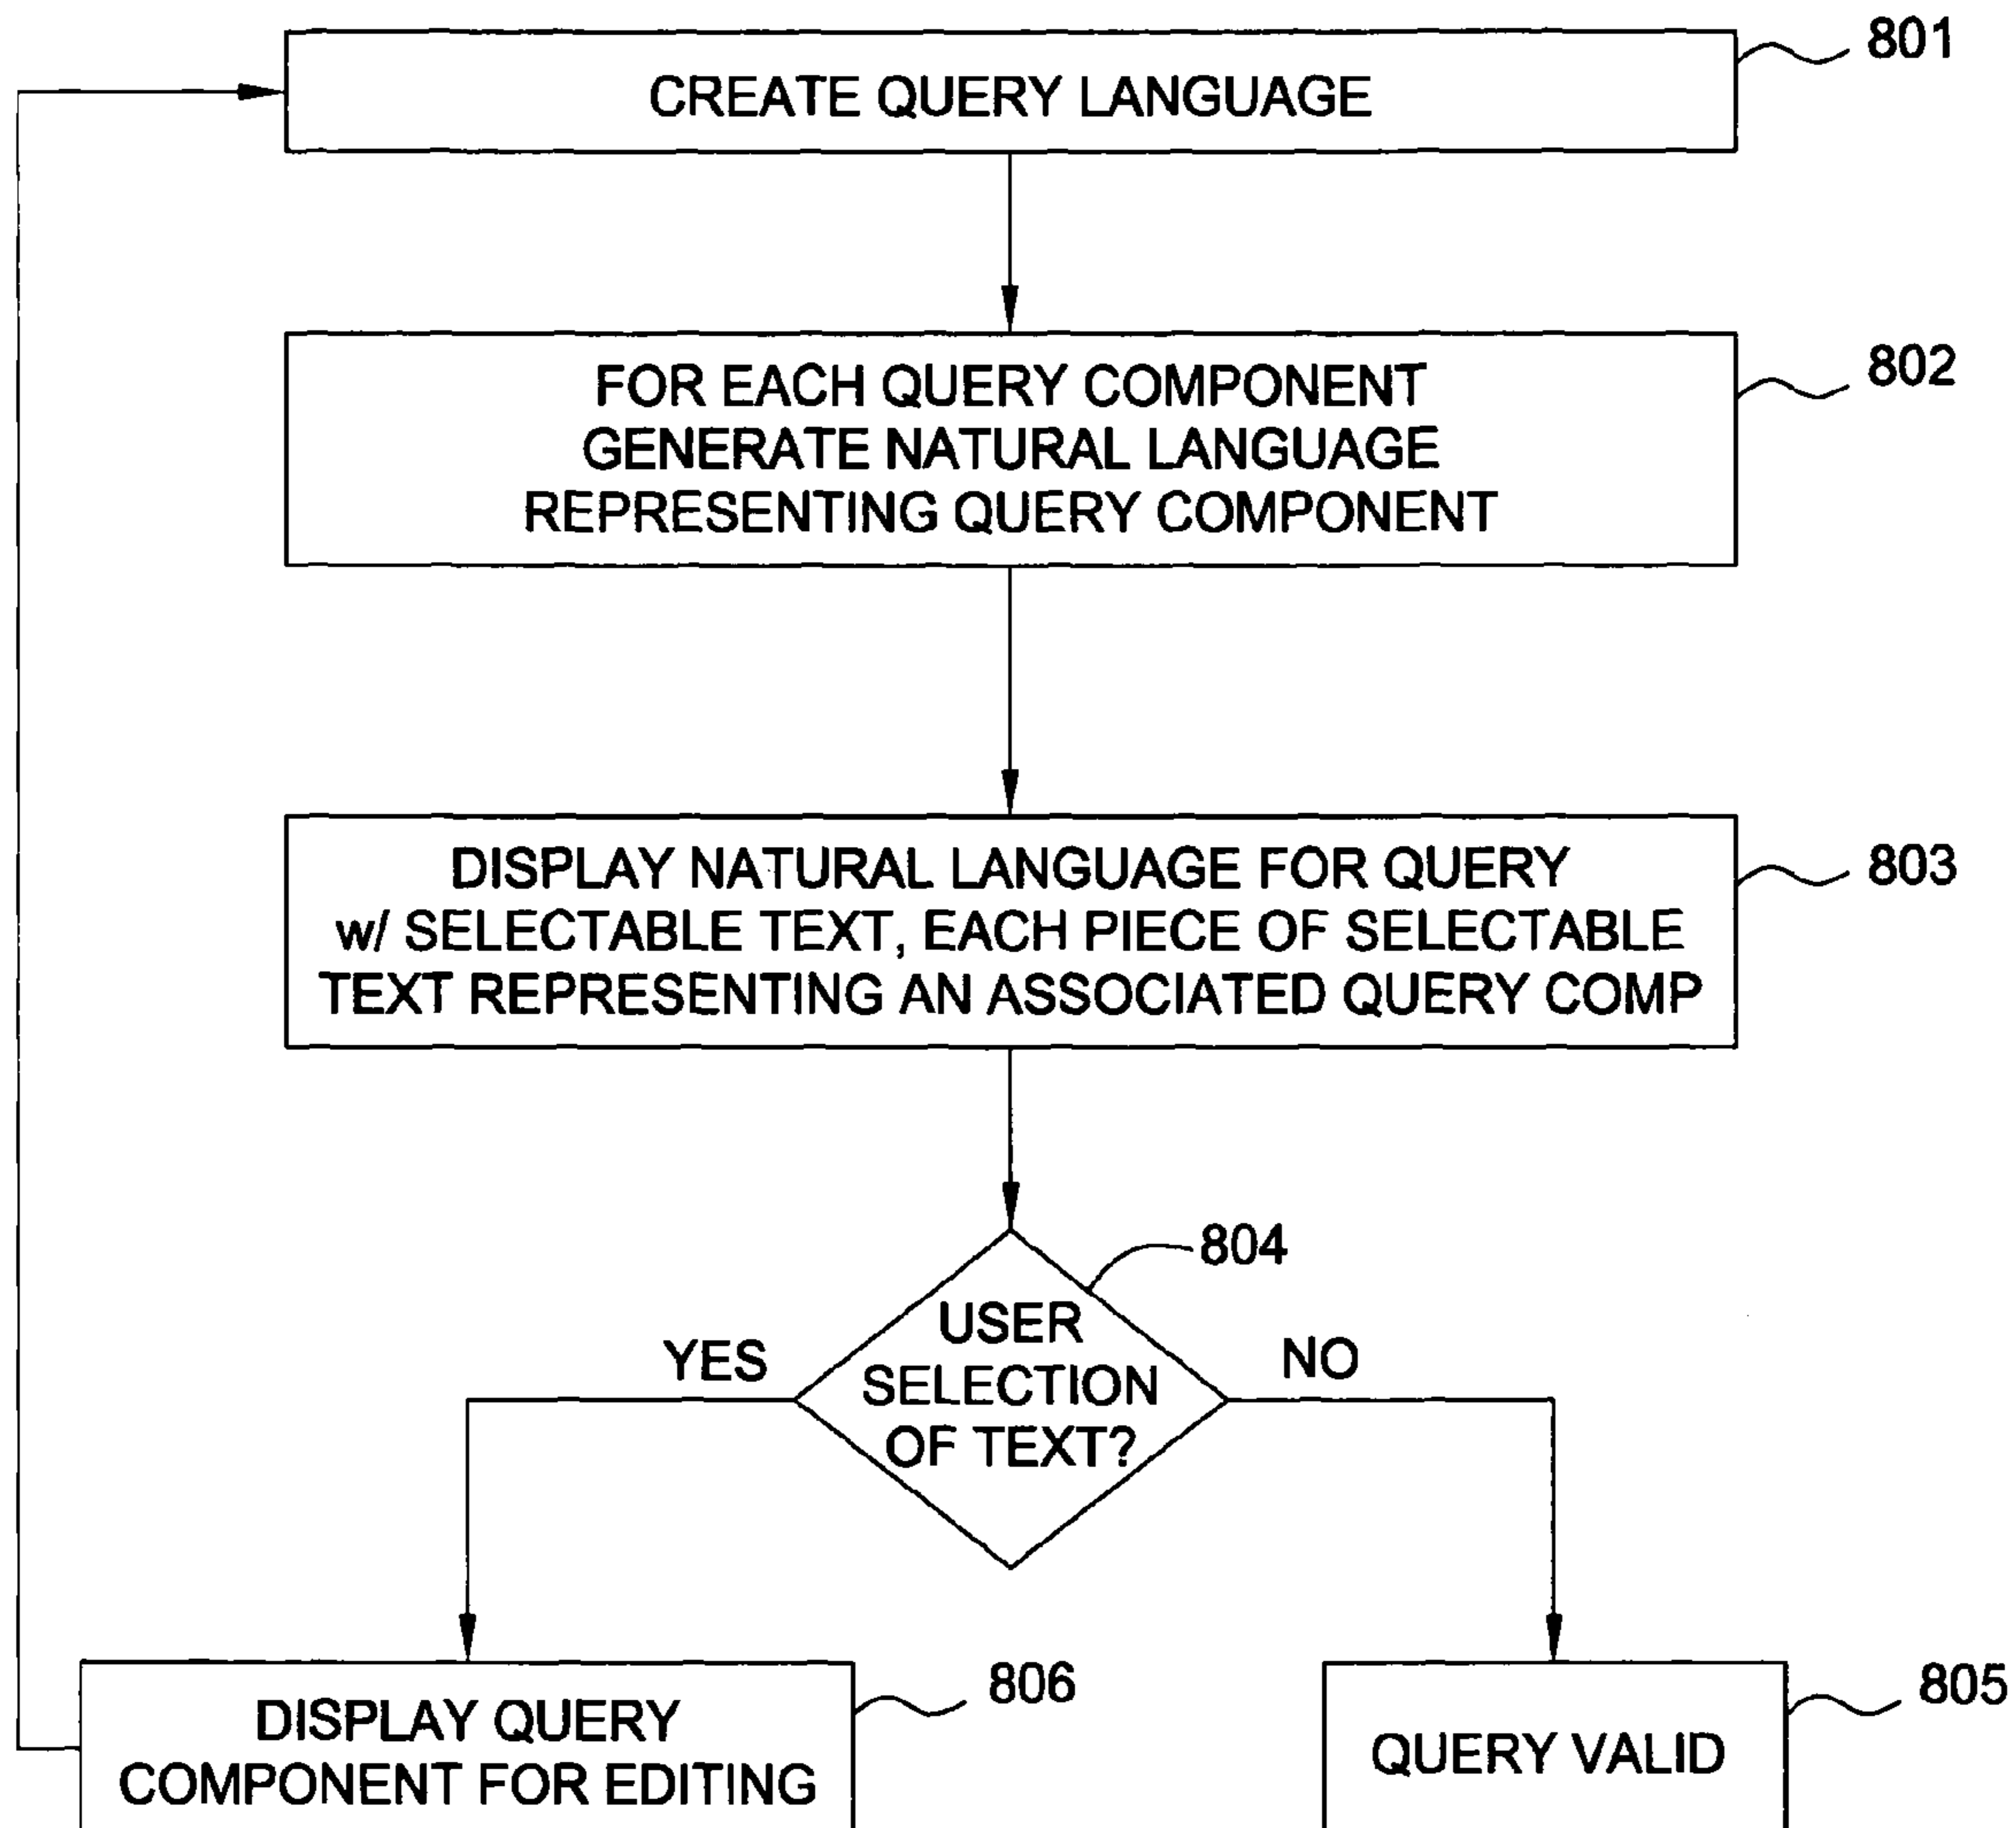 801
CREATE QUERY LANGUAGE
802
FOR EACH QUERY COMPONENT
GENERATE NATURAL LANGUAGE
REPRESENTING QUERY COMPONENT
803
DISPLAY NATURAL LANGUAGE FOR QUERY
w/ SELECTABLE TEXT, EACH PIECE OF SELECTABLE
TEXT REPRESENTING AN ASSOCIATED QUERY COMP
804
USER
SELECTION
OF TEXT?
YES
NO
806
DISPLAY QUERY
COMPONENT FOR EDITING
805
QUERY VALID